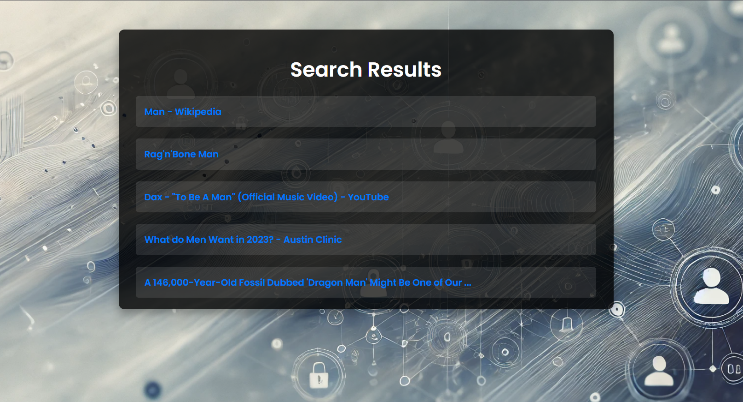 Search Results
Man - Wikipedia
Rag'n'Bone Man
Dax - "To Be A Man" (Official Music Video) - YouTube
What do Men Want in 2023? - Austin Clinic
A 146,000-Year-Old Fossil Dubbed 'Dragon Man' Might Be One of Our ...